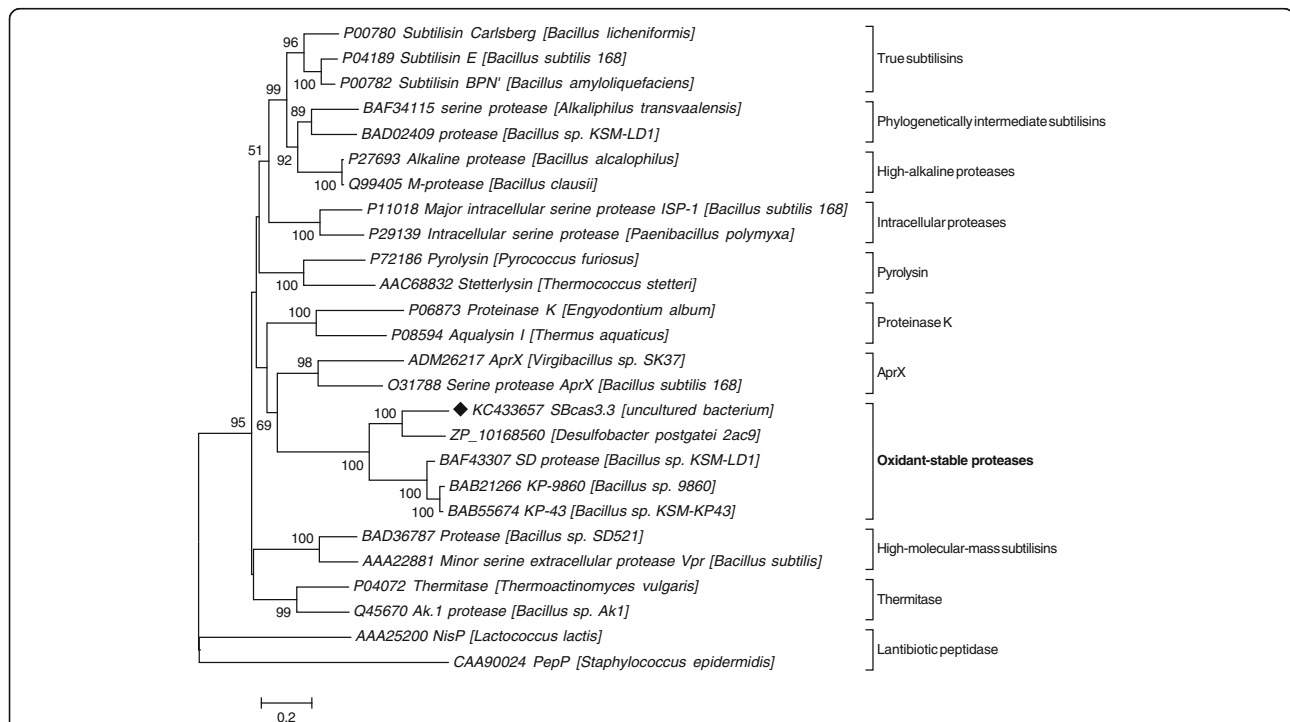 P00780 Subtilisin Carlsberg [Bacillus licheniformis]
96
P04189 Subtilisin E [Bacillus subtilis 168]
True subtilisins
100
P00782 Subtilisin BPN' [Bacillus amyloliquefaciens]
99
BAF34115 serine protease [Alkaliphilus transvaalensis]
89
Phylogenetically intermediate subtilisins
BAD02409 protease [Bacillus sp. KSM-LD1]
51
92
P27693 Alkaline protease [Bacillus alcalophilus]
High-alkaline proteases
100
Q99405 M-protease [Bacillus clausii]
P11018 Major intracellular serine protease ISP-1 [Bacillus subtilis 168]
Intracellular proteases
100
P29139 Intracellular serine protease [Paenibacillus polymyxa]
P72186 Pyrolysin [Pyrococcus furiosus]
Pyrolysin
100
AAC68832 Stetterlysin [Thermococcus stetteri]
100
P06873 Proteinase K [Engyodontium album]
Proteinase K
P08594 Aqualysin I [Thermus aquaticus]
98
ADM26217 AprX [Virgibacillus sp. SK37]
AprX
O31788 Serine protease AprX [Bacillus subtilis 168]
95
69
100
KC433657 SBcas3.3 [uncultured bacterium]
ZP_10168560 [Desulfobacter postgatei 2ac9]
100
BAF43307 SD protease [Bacillus sp. KSM-LD1]
Oxidant-stable proteases
100
BAB21266 KP-9860 [Bacillus sp. 9860]
100
BAB55674 KP-43 [Bacillus sp. KSM-KP43]
100
BAD36787 Protease [Bacillus sp. SD521]
High-molecular-mass subtilisins
AAA22881 Minor serine extracellular protease Vpr [Bacillus subtilis]
P04072 Thermitase [Thermoactinomyces vulgaris]
Thermitase
99
Q45670 Ak.1 protease [Bacillus sp. Ak1]
AAA25200 NisP [Lactococcus lactis]
Lantibiotic peptidase
CAA90024 PepP [Staphylococcus epidermidis]
0.2